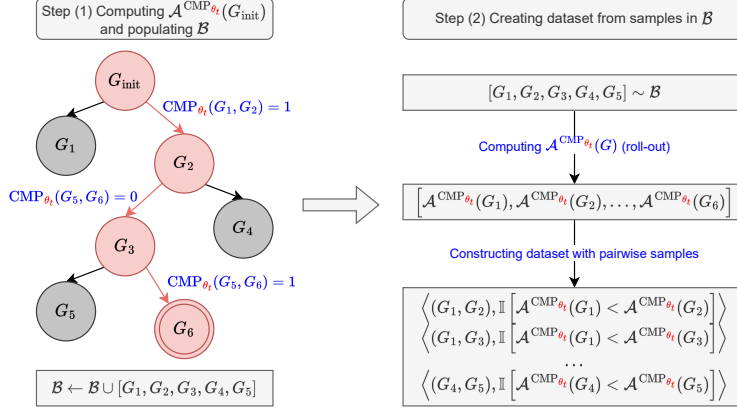 Step (1) Computing $\mathcal{A}^{\mathrm{CMP}_{\theta_t}}(G_{\mathrm{init}})$
and populating $\mathcal{B}$
$G_{\mathrm{init}}$
$\mathrm{CMP}_{\theta_t}(G_1, G_2) = 1$
$G_1$
$G_2$
$\mathrm{CMP}_{\theta_t}(G_5, G_6) = 0$
$G_4$
$G_3$
$\mathrm{CMP}_{\theta_t}(G_5, G_6) = 1$
$G_5$
$G_6$
$\mathcal{B} \leftarrow \mathcal{B} \cup [G_1, G_2, G_3, G_4, G_5]$
Step (2) Creating dataset from samples in $\mathcal{B}$
$[G_1, G_2, G_3, G_4, G_5] \sim \mathcal{B}$
Computing $\mathcal{A}^{\mathrm{CMP}_{\theta_t}}(G)$ (roll-out)
$\left[\mathcal{A}^{\mathrm{CMP}_{\theta_t}}(G_1), \mathcal{A}^{\mathrm{CMP}_{\theta_t}}(G_2), \ldots, \mathcal{A}^{\mathrm{CMP}_{\theta_t}}(G_6)\right]$
Constructing dataset with pairwise samples
$\left\langle (G_1, G_2), \mathbb{I}\left[\mathcal{A}^{\mathrm{CMP}_{\theta_t}}(G_1) < \mathcal{A}^{\mathrm{CMP}_{\theta_t}}(G_2)\right] \right\rangle$
$\left\langle (G_1, G_3), \mathbb{I}\left[\mathcal{A}^{\mathrm{CMP}_{\theta_t}}(G_1) < \mathcal{A}^{\mathrm{CMP}_{\theta_t}}(G_3)\right] \right\rangle$
$\cdots$
$\left\langle (G_4, G_5), \mathbb{I}\left[\mathcal{A}^{\mathrm{CMP}_{\theta_t}}(G_4) < \mathcal{A}^{\mathrm{CMP}_{\theta_t}}(G_5)\right] \right\rangle$